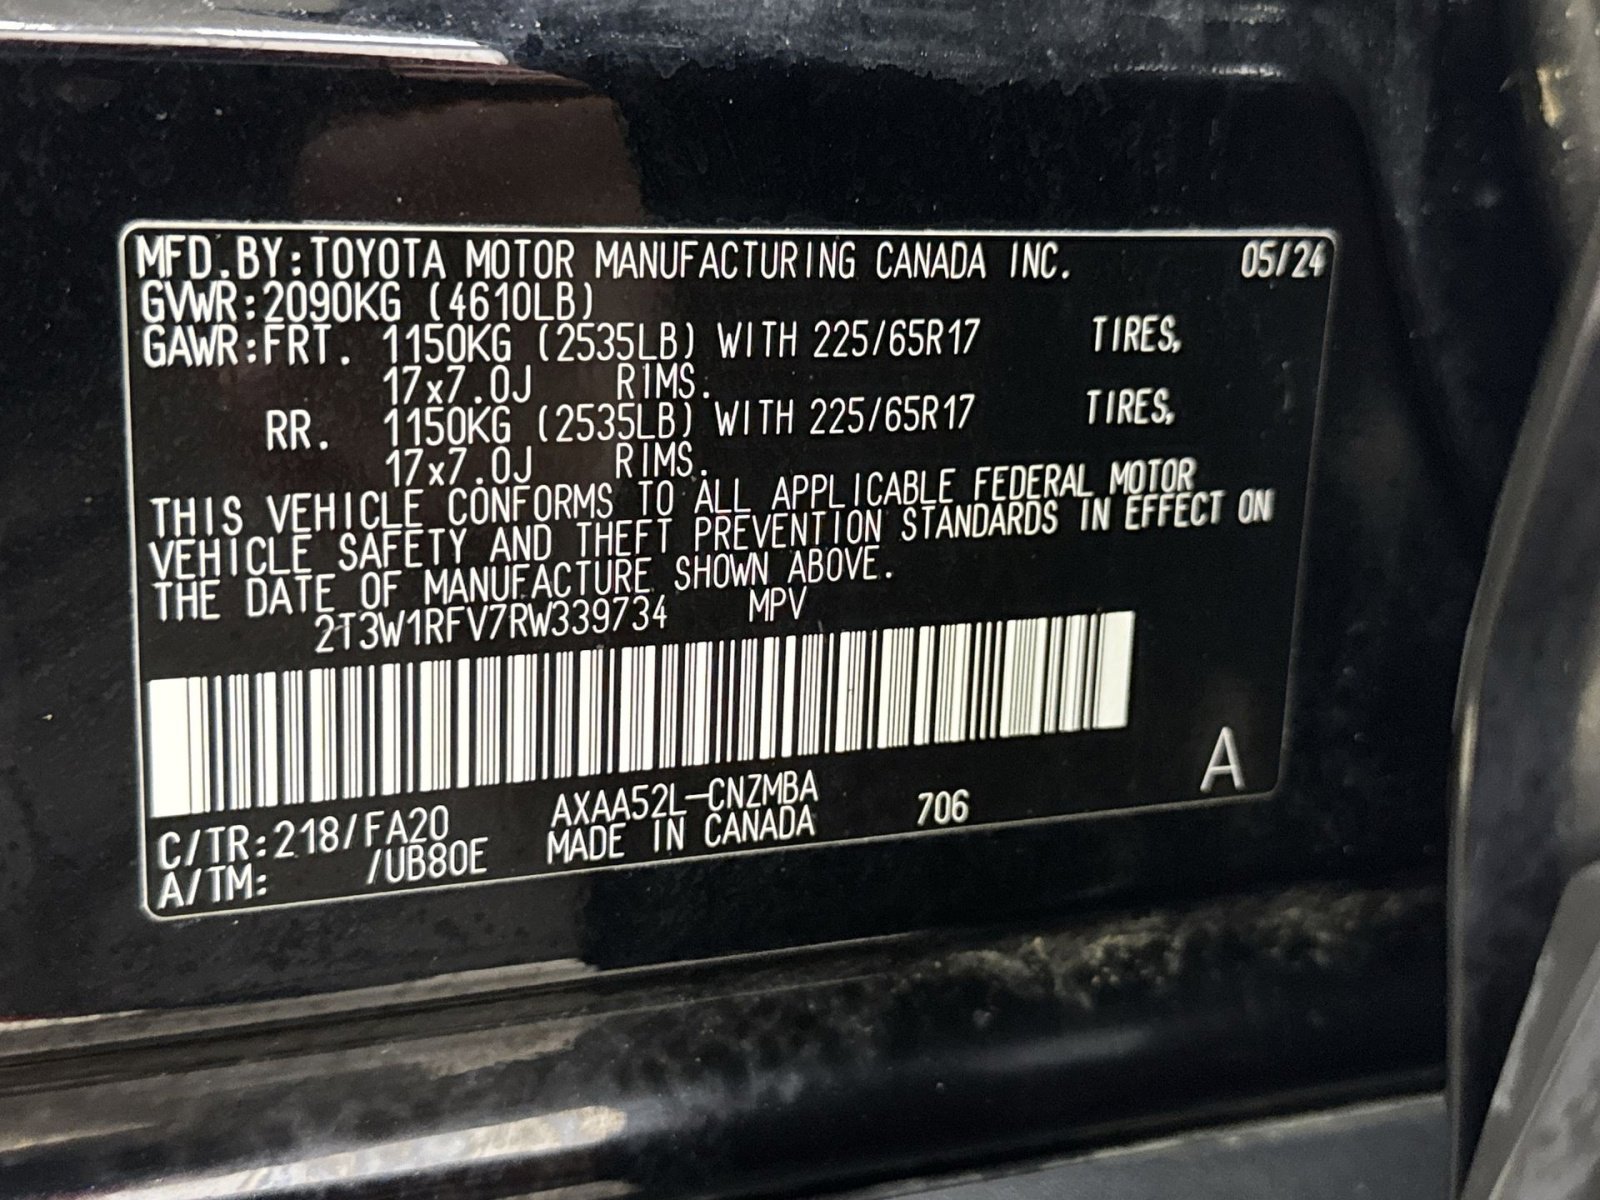 MFD.BY:TOYOTA MOTOR MANUFACTURING CANADA INC. 05/24
GVWR:2090KG (4610LB)
GAWR:FRT. 1150KG (2535LB) WITH 225/65R17 TIRES,
17x7.0J RIMS.
RR. 1150KG (2535LB) WITH 225/65R17 TIRES,
17x7.0J RIMS.
THIS VEHICLE CONFORMS TO ALL APPLICABLE FEDERAL MOTOR
VEHICLE SAFETY AND THEFT PREVENTION STANDARDS IN EFFECT ON
THE DATE OF MANUFACTURE SHOWN ABOVE.
2T3W1RFV7RW339734 MPV
A
C/TR:218/FA20 AXAA52L-CNZMBA 706
A/TM: /UB80E MADE IN CANADA